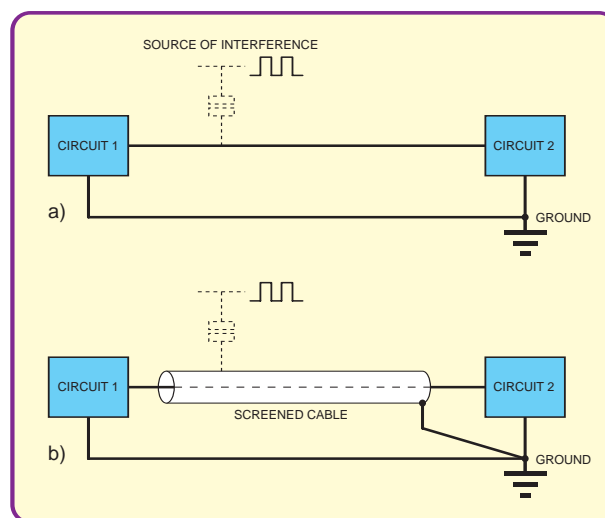 SOURCE OF INTERFERENCE
CIRCUIT 1
CIRCUIT 2
a)
GROUND
CIRCUIT 1
CIRCUIT 2
SCREENED CABLE
b)
GROUND